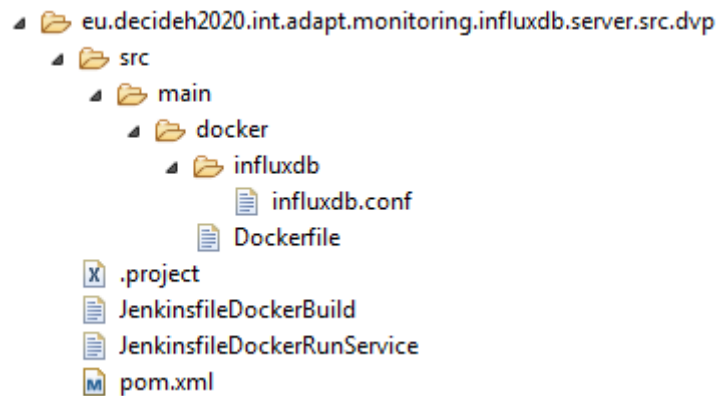 eu.decideh2020.int.adapt.monitoring.influxdb.server.src.dvp
src
main
docker
influxdb
influxdb.conf
Dockerfile
.project
JenkinsfileDockerBuild
JenkinsfileDockerRunService
pom.xml